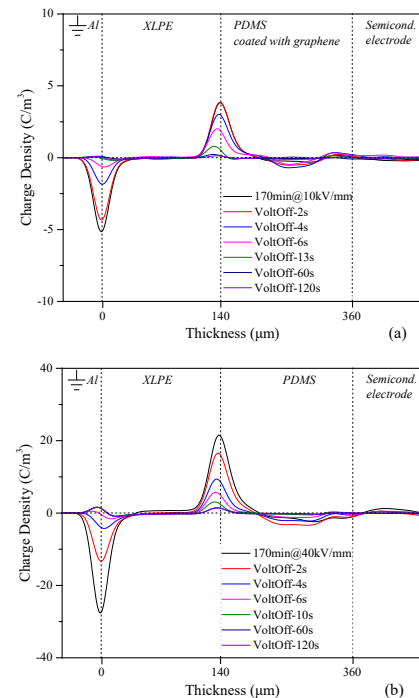 Al
XLPE
PDMS
coated with graphene
Semicond.
electrode
Charge Density (C/m³)
10
5
0
-5
-10
170min@10kV/mm
VoltOff-2s
VoltOff-4s
VoltOff-6s
VoltOff-13s
VoltOff-60s
VoltOff-120s
0
140
360
Thickness (μm)
(a)
Al
XLPE
PDMS
Semicond.
electrode
Charge Density (C/m³)
40
20
0
-20
-40
170min@40kV/mm
VoltOff-2s
VoltOff-4s
VoltOff-6s
VoltOff-10s
VoltOff-60s
VoltOff-120s
0
140
360
Thickness (μm)
(b)